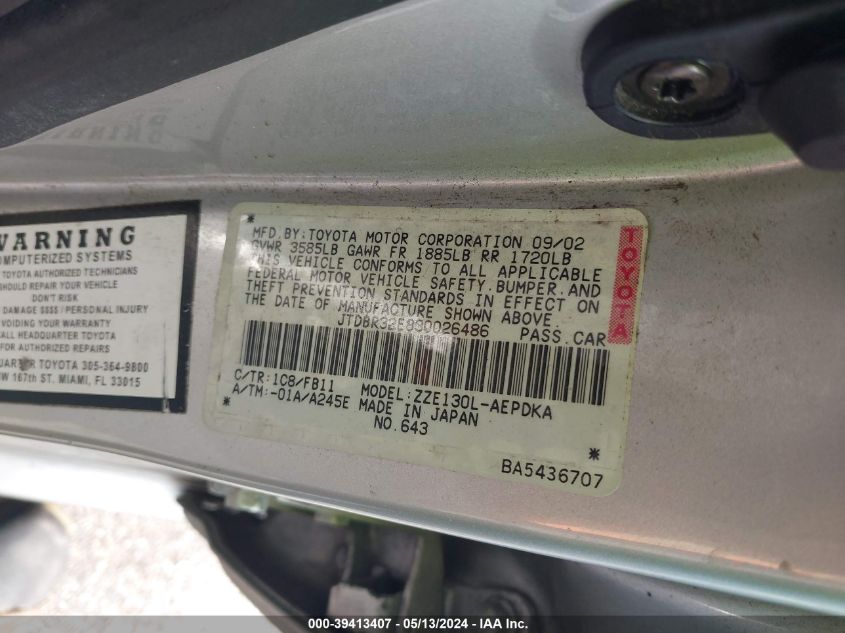 WARNING
COMPUTERIZED SYSTEMS
TOYOTA AUTHORIZED TECHNICIANS
SHOULD REPAIR YOUR VEHICLE
DON'T RISK
DAMAGE $$$$ / PERSONAL INJURY
VOIDING YOUR WARRANTY
CALL HEADQUARTER TOYOTA
FOR AUTHORIZED REPAIRS
TOYOTA 305-364-9800
167th ST. MIAMI, FL 33015
*
MFD.BY:TOYOTA MOTOR CORPORATION 09/02
GVWR 3585LB GAWR FR 1885LB RR 1720LB
THIS VEHICLE CONFORMS TO ALL APPLICABLE
FEDERAL MOTOR VEHICLE SAFETY.BUMPER.AND
THEFT PREVENTION STANDARDS IN EFFECT ON
THE DATE OF MANUFACTURE SHOWN ABOVE.
JTDBR32E930026486 PASS.CAR
C/TR:1C8/FB11 MODEL:ZZE130L-AEPDKA
A/TM:-01A/A245E MADE IN JAPAN
NO.643
*
BA5436707
TOYOTA
000-39413407 / 05/13/2024 - IAA Inc.